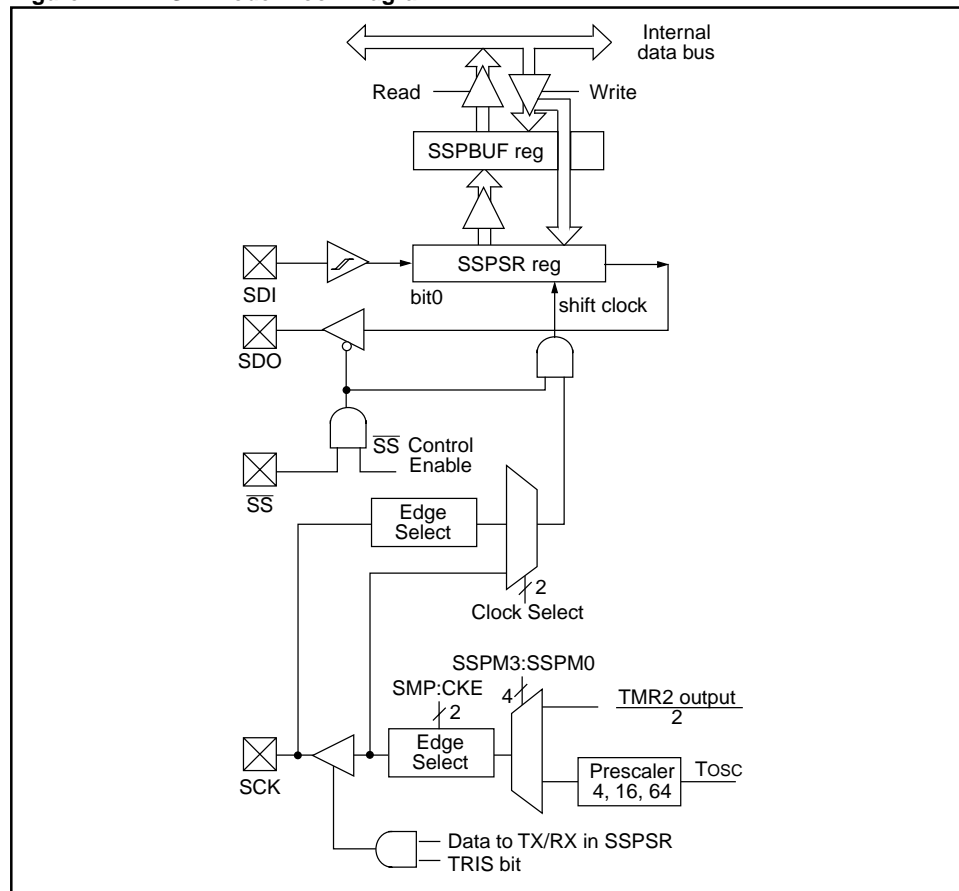 Internal
data bus
Read
Write
SSPBUF reg
SSPSR reg
SDI
bit0
shift clock
SDO
SS Control
Enable
SS
Edge
Select
2
Clock Select
SSPM3:SSPM0
SMP:CKE
4
TMR2 output
2
2
Edge
Select
Prescaler
4, 16, 64
TOSC
SCK
Data to TX/RX in SSPSR
TRIS bit